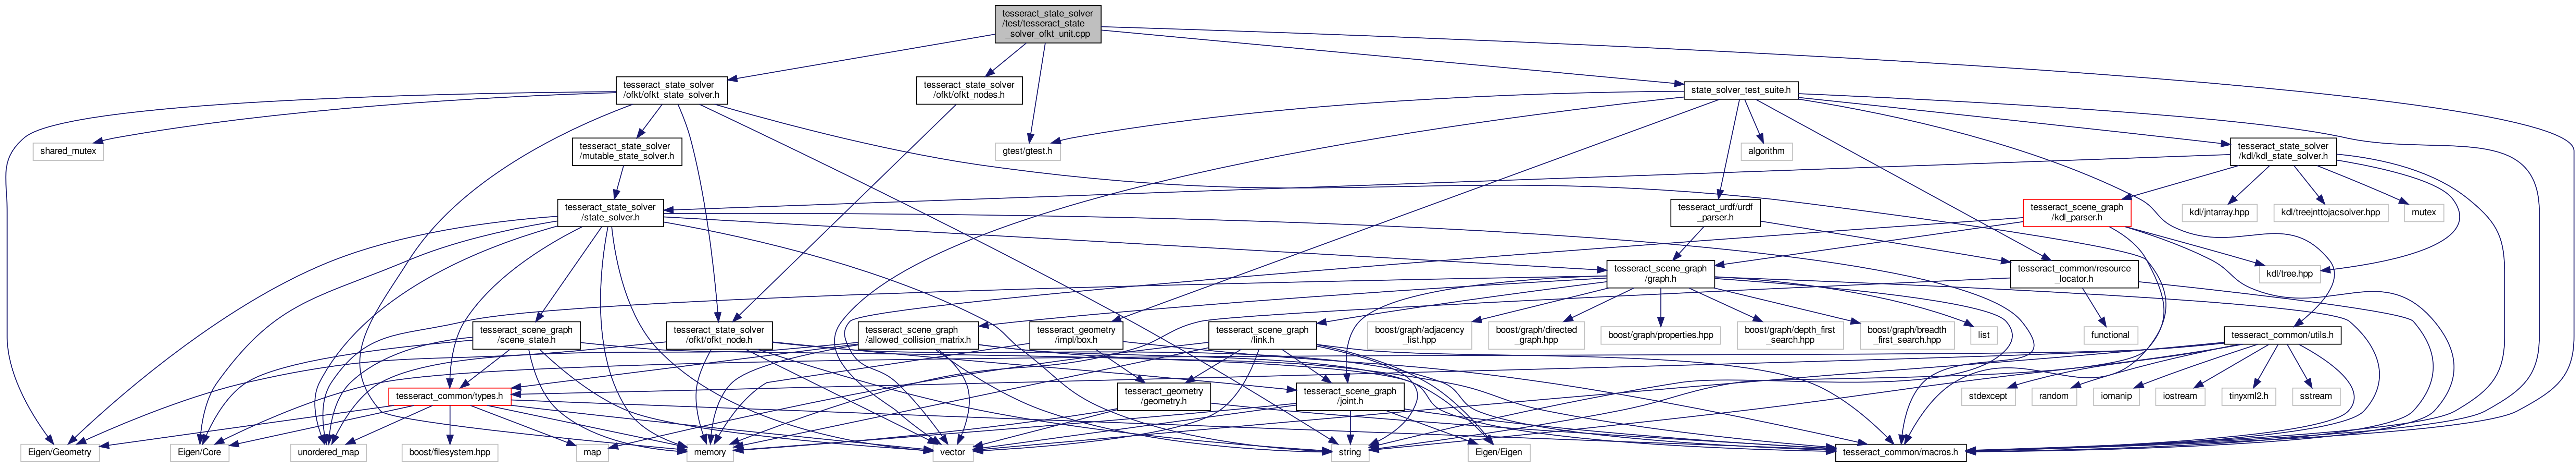 tesseract_state_solver
/test/tesseract_state
_solver_ofkt_unit.cpp
tesseract_state_solver
/ofkt/ofkt_state_solver.h
tesseract_state_solver
/ofkt/ofkt_nodes.h
state_solver_test_suite.h
shared_mutex
tesseract_state_solver
/mutable_state_solver.h
gtest/gtest.h
algorithm
tesseract_state_solver
/kdl/kdl_state_solver.h
tesseract_state_solver
/state_solver.h
tesseract_urdf/urdf
_parser.h
tesseract_scene_graph
/kdl_parser.h
kdl/jntarray.hpp
kdl/treejnttojacsolver.hpp
mutex
tesseract_scene_graph
/graph.h
tesseract_common/resource
_locator.h
kdl/tree.hpp
tesseract_scene_graph
/scene_state.h
tesseract_state_solver
/ofkt/ofkt_node.h
tesseract_scene_graph
/allowed_collision_matrix.h
tesseract_geometry
/impl/box.h
tesseract_scene_graph
/link.h
boost/graph/adjacency
_list.hpp
boost/graph/directed
_graph.hpp
boost/graph/properties.hpp
boost/graph/depth_first
_search.hpp
boost/graph/breadth
_first_search.hpp
list
functional
tesseract_common/utils.h
tesseract_common/types.h
tesseract_geometry
/geometry.h
tesseract_scene_graph
/joint.h
stdexcept
random
iomanip
iostream
tinyxml2.h
sstream
Eigen/Geometry
Eigen/Core
unordered_map
boost/filesystem.hpp
map
memory
vector
string
Eigen/Eigen
tesseract_common/macros.h